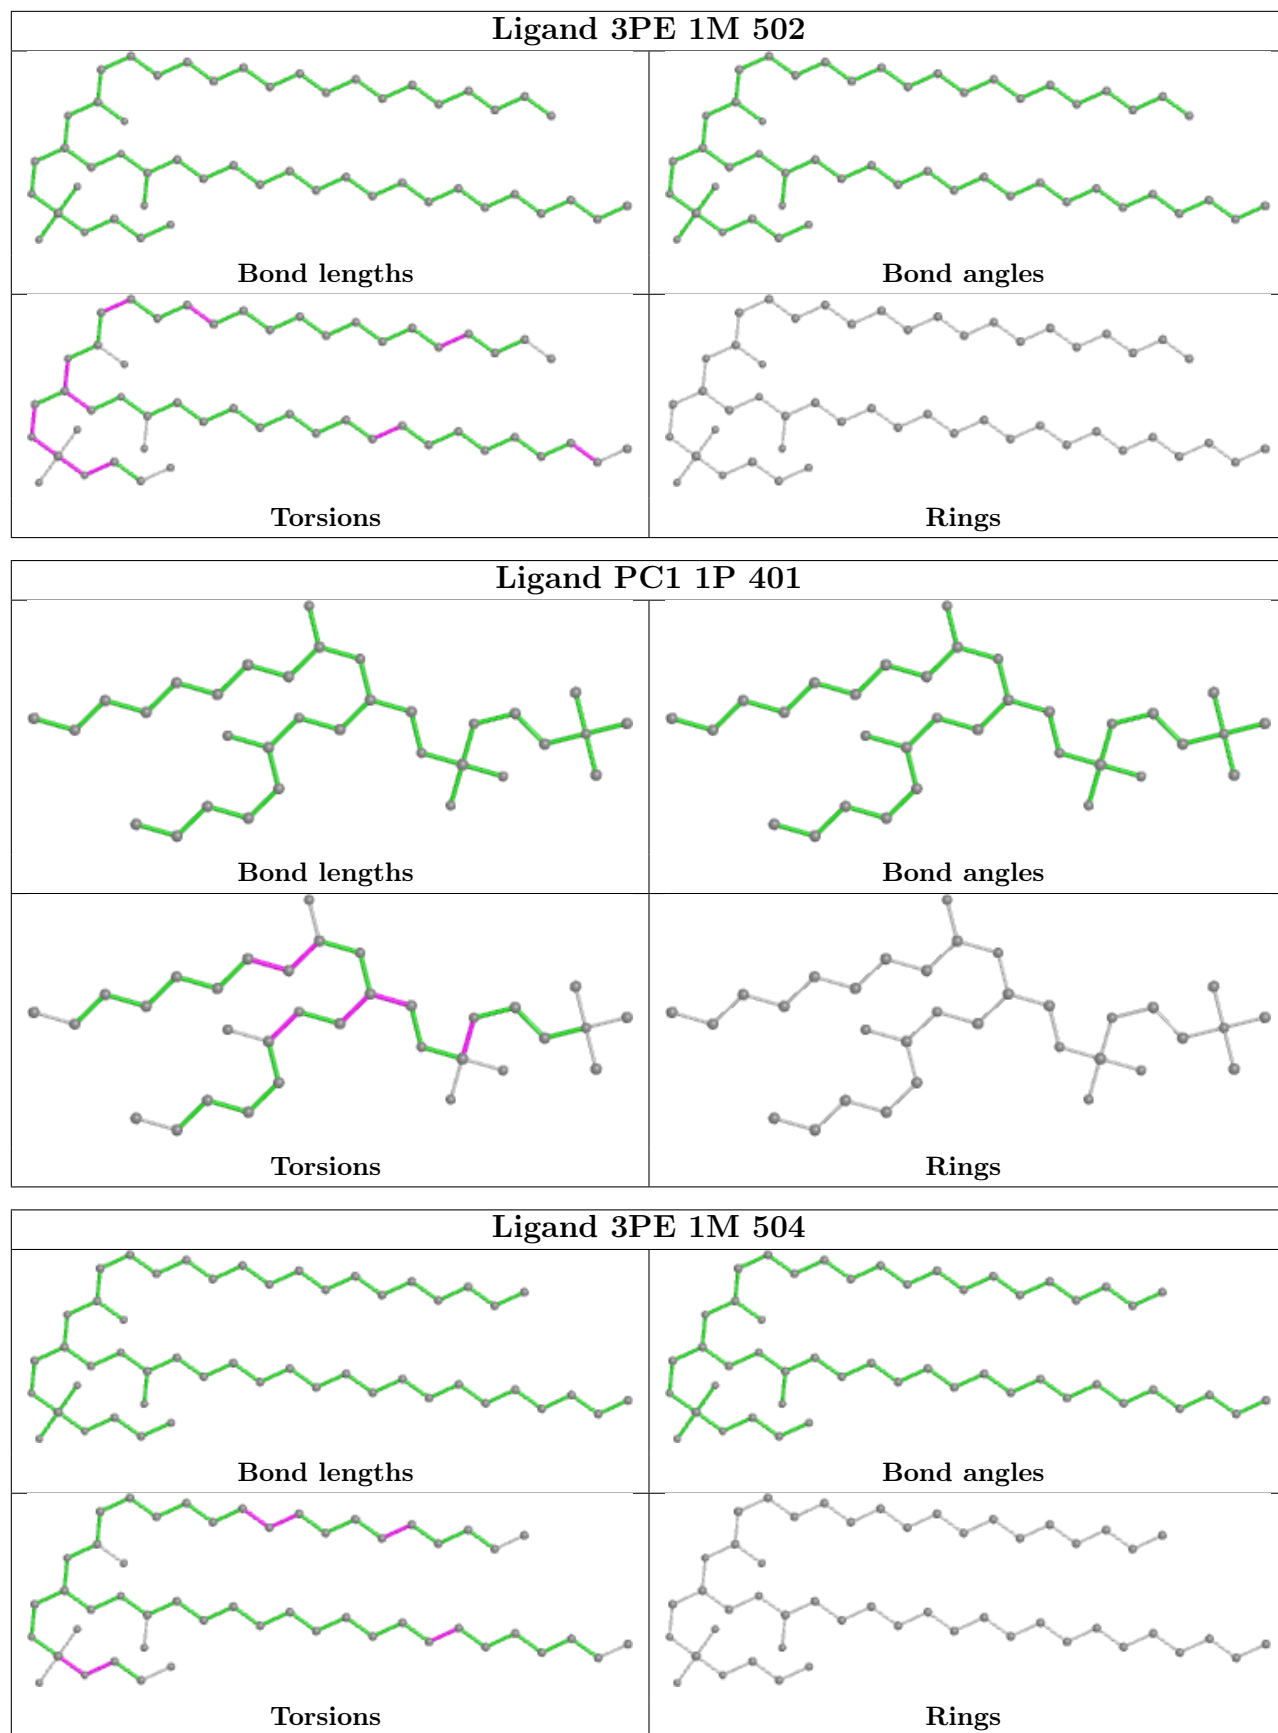 Ligand 3PE 1M 502
Bond lengths
Bond angles
Torsions
Rings
Ligand PC1 1P 401
Bond lengths
Bond angles
Torsions
Rings
Ligand 3PE 1M 504
Bond lengths
Bond angles
Torsions
Rings